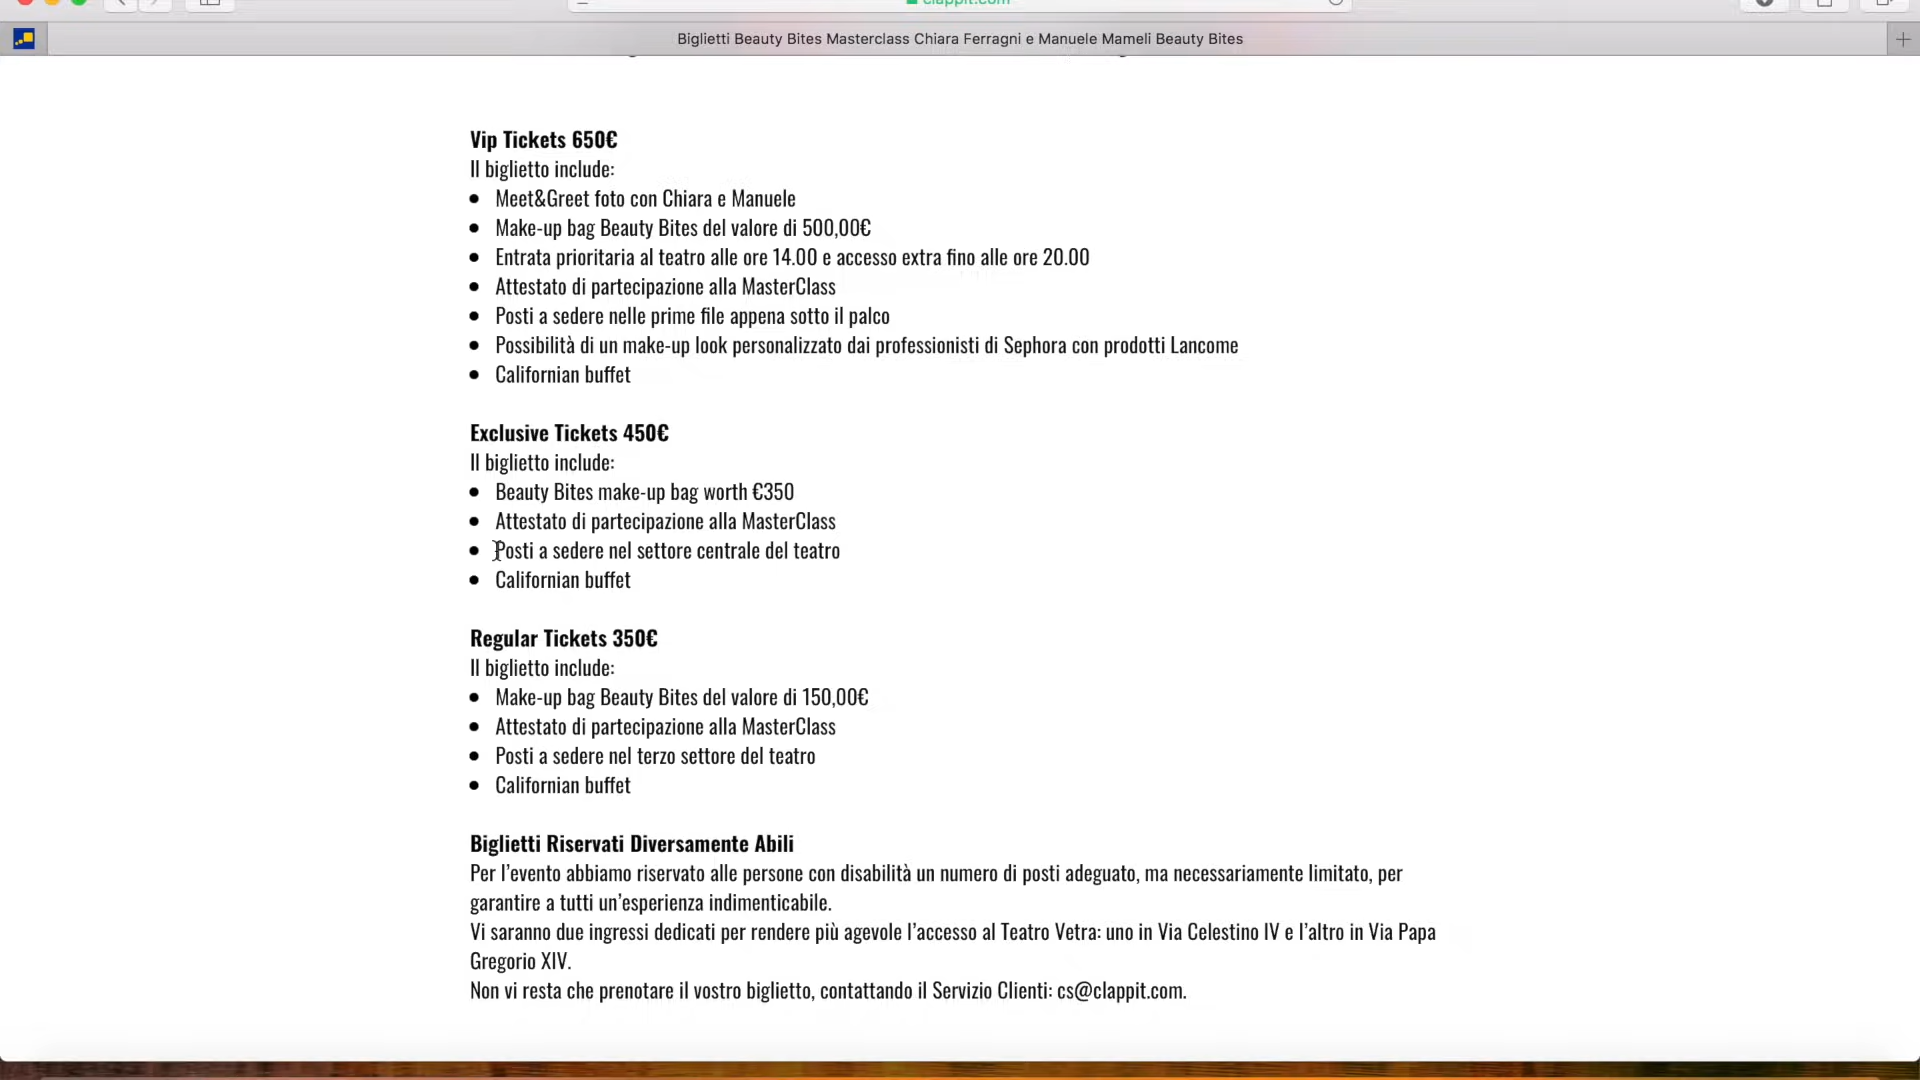 clappit.com
Biglietti Beauty Bites Masterclass Chiara Ferragni e Manuele Mameli Beauty Bites
Vip Tickets 650€
Il biglietto include:
Meet&Greet foto con Chiara e Manuele
Make-up bag Beauty Bites del valore di 500,00€
Entrata prioritaria al teatro alle ore 14.00 e accesso extra fino alle ore 20.00
Attestato di partecipazione alla MasterClass
Posti a sedere nelle prime file appena sotto il palco
Possibilità di un make-up look personalizzato dai professionisti di Sephora con prodotti Lancome
Californian buffet
Exclusive Tickets 450€
Il biglietto include:
Beauty Bites make-up bag worth €350
Attestato di partecipazione alla MasterClass
Posti a sedere nel settore centrale del teatro
Californian buffet
Regular Tickets 350€
Il biglietto include:
Make-up bag Beauty Bites del valore di 150,00€
Attestato di partecipazione alla MasterClass
Posti a sedere nel terzo settore del teatro
Californian buffet
Biglietti Riservati Diversamente Abili
Per l’evento abbiamo riservato alle persone con disabilità un numero di posti adeguato, ma necessariamente limitato, per
garantire a tutti un’esperienza indimenticabile.
Vi saranno due ingressi dedicati per rendere più agevole l’accesso al Teatro Vetra: uno in Via Celestino IV e l’altro in Via Papa
Gregorio XIV.
Non vi resta che prenotare il vostro biglietto, contattando il Servizio Clienti: cs@clappit.com.